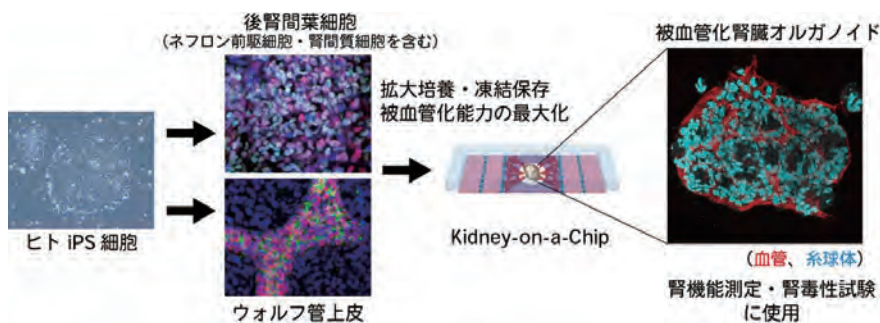 後腎間葉細胞
(ネフロン前駆細胞・腎間質細胞を含む)
ヒト iPS 細胞
ウォルフ管上皮
拡大培養・凍結保存
被血管化能力の最大化
Kidney-on-a-Chip
被血管化腎臓オルガノイド
(血管、糸球体)
腎機能測定・腎毒性試験
に使用